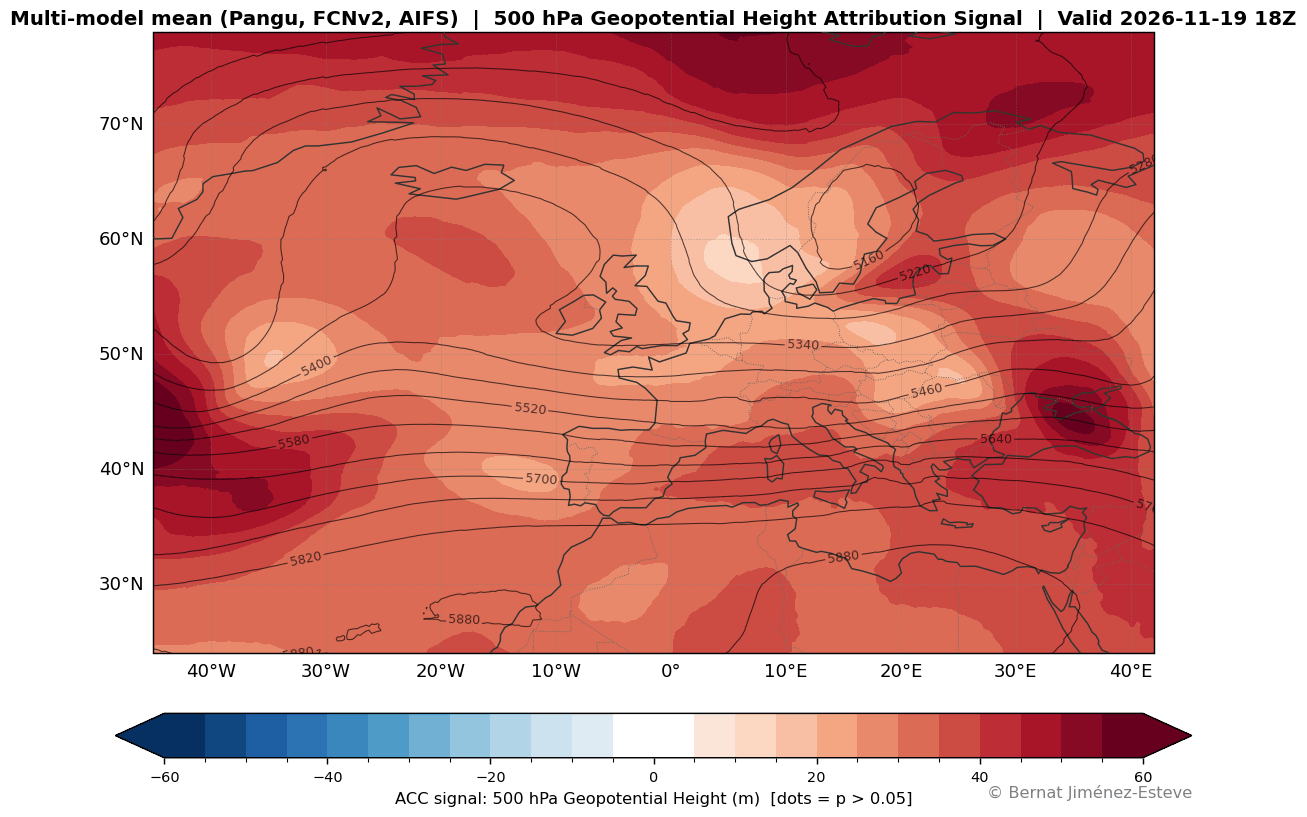 Multi-model mean (Pangu, FCNv2, AIFS) | 500 hPa Geopotential Height Attribution Signal | Valid 2026-11-19 18Z
70°N
60°N
50°N
40°N
30°N
5280
5160
5220
5340
5400
5460
5520
5580
5640
5700
5820
5880
5880
40°W 30°W 20°W 10°W 0° 10°E 20°E 30°E 40°E
−60 −40 −20 0 20 40 60
ACC signal: 500 hPa Geopotential Height (m) [dots = p > 0.05]
© Bernat Jiménez-Esteve